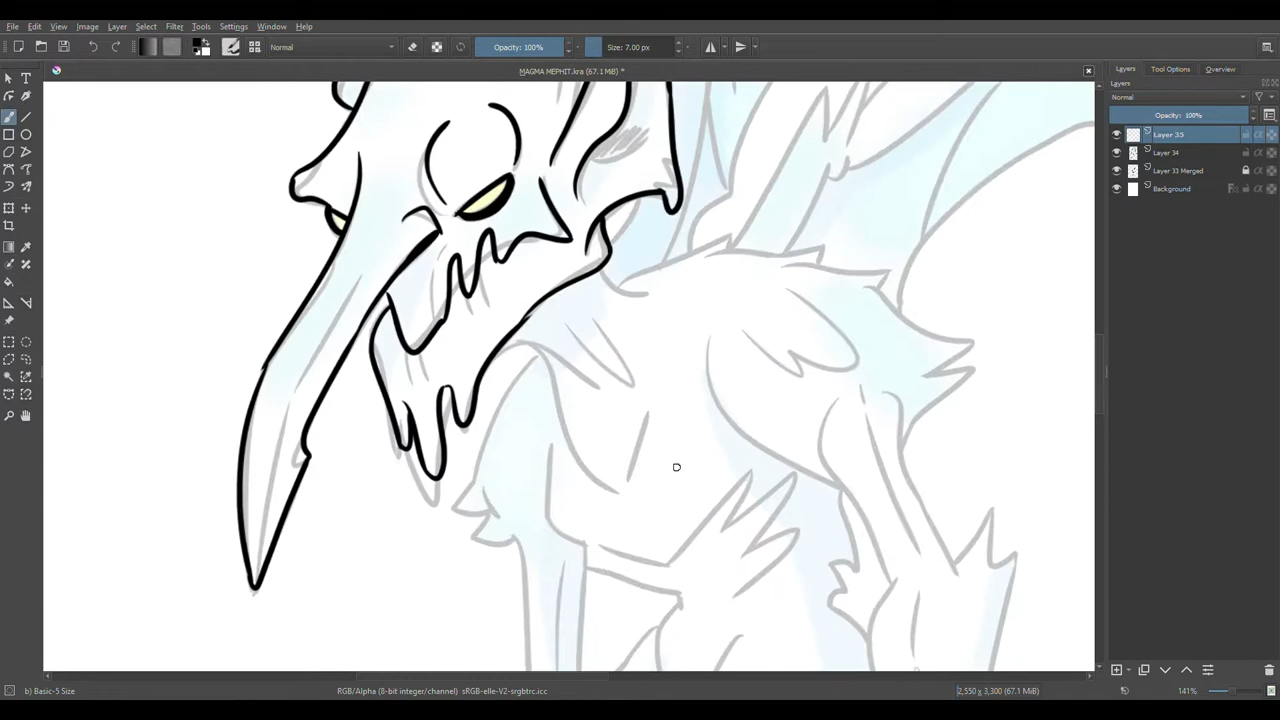 File Edit View Image Layer Select Filter Tools Settings Window Help
Normal Opacity: 100% Size: 7.00 px
MAGMA MEPHIT.kra (67.1 MiB) *
Layers Tool Options Overview
Layers
Normal
Opacity: 100%
Layer 35
Layer 34
Layer 33 Merged
Background
b) Basic-5 Size RGB/Alpha (8-bit integer/channel) sRGB-elle-V2-srgbtrc.icc 2,550 x 3,300 (67.1 MiB) 141%